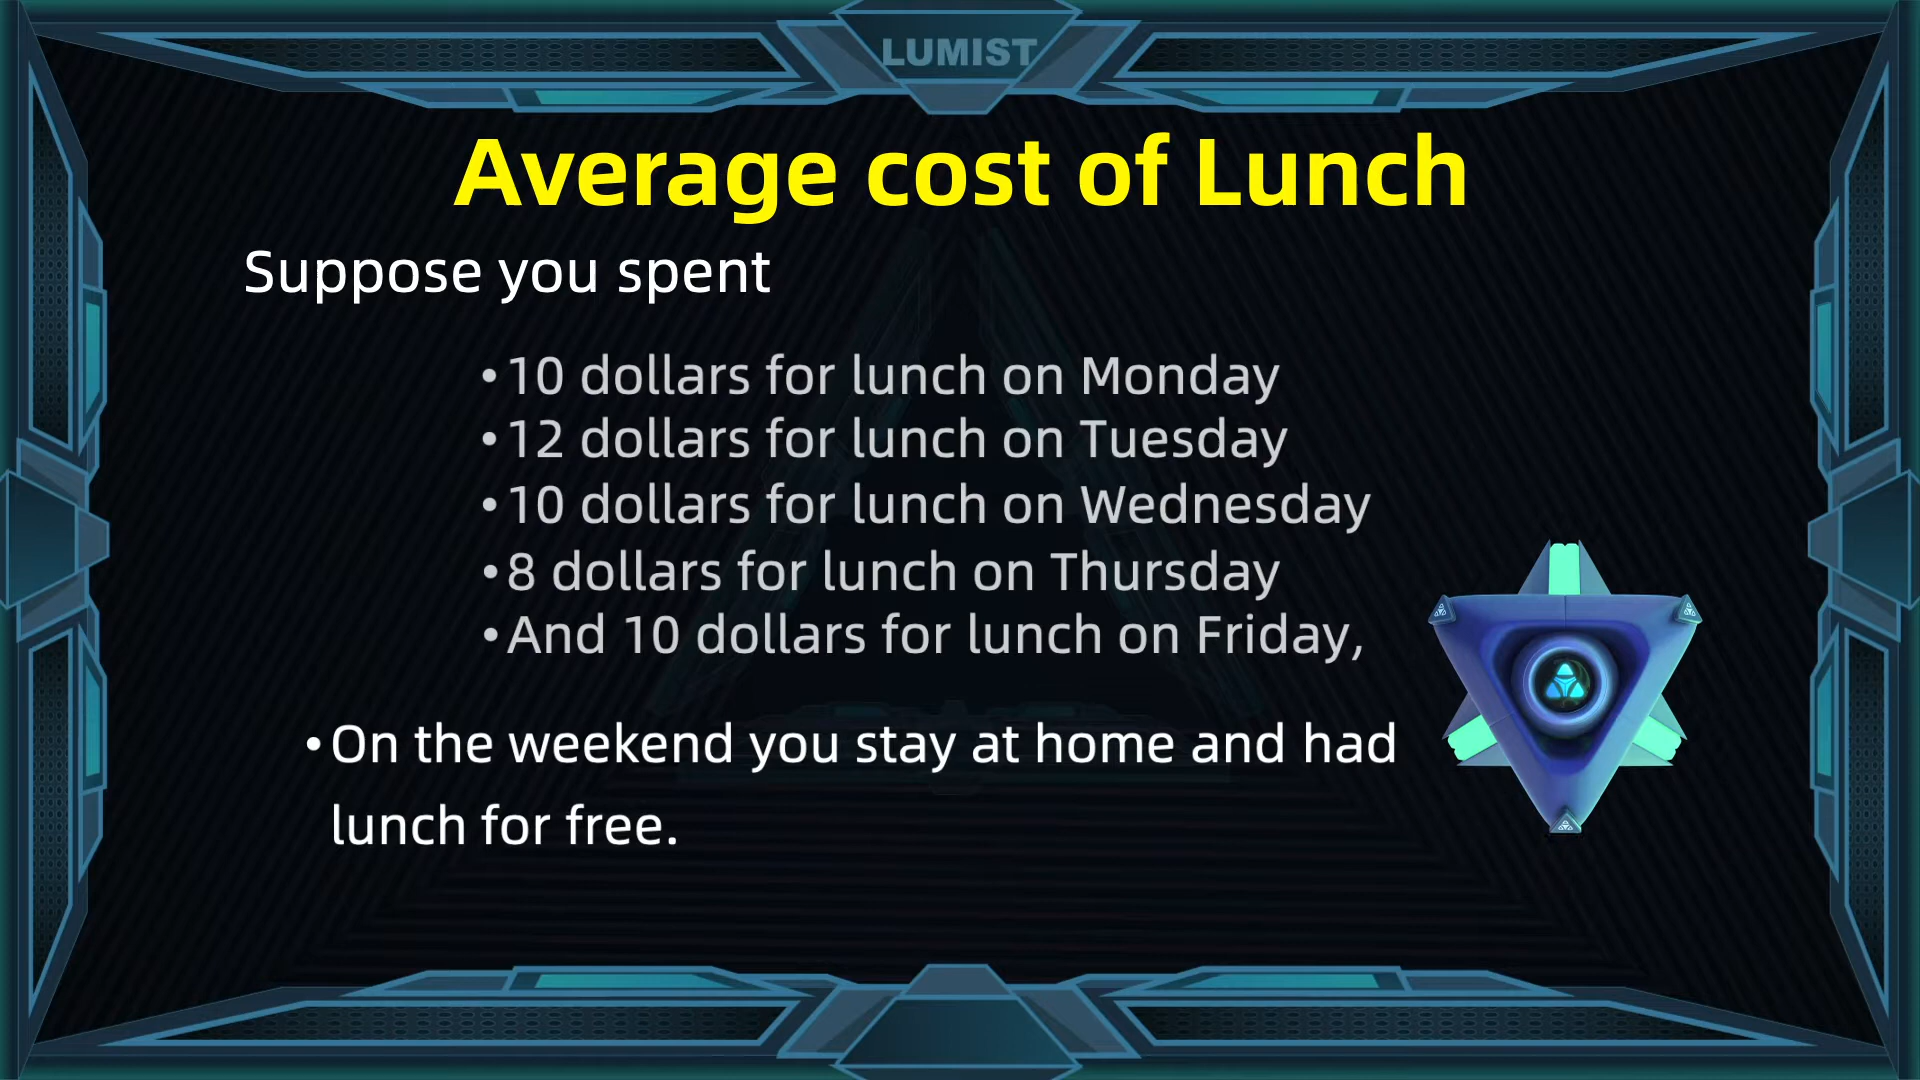 LUMIST
Average cost of Lunch
Suppose you spent
•10 dollars for lunch on Monday
•12 dollars for lunch on Tuesday
•10 dollars for lunch on Wednesday
•8 dollars for lunch on Thursday
•And 10 dollars for lunch on Friday,
•On the weekend you stay at home and had
lunch for free.